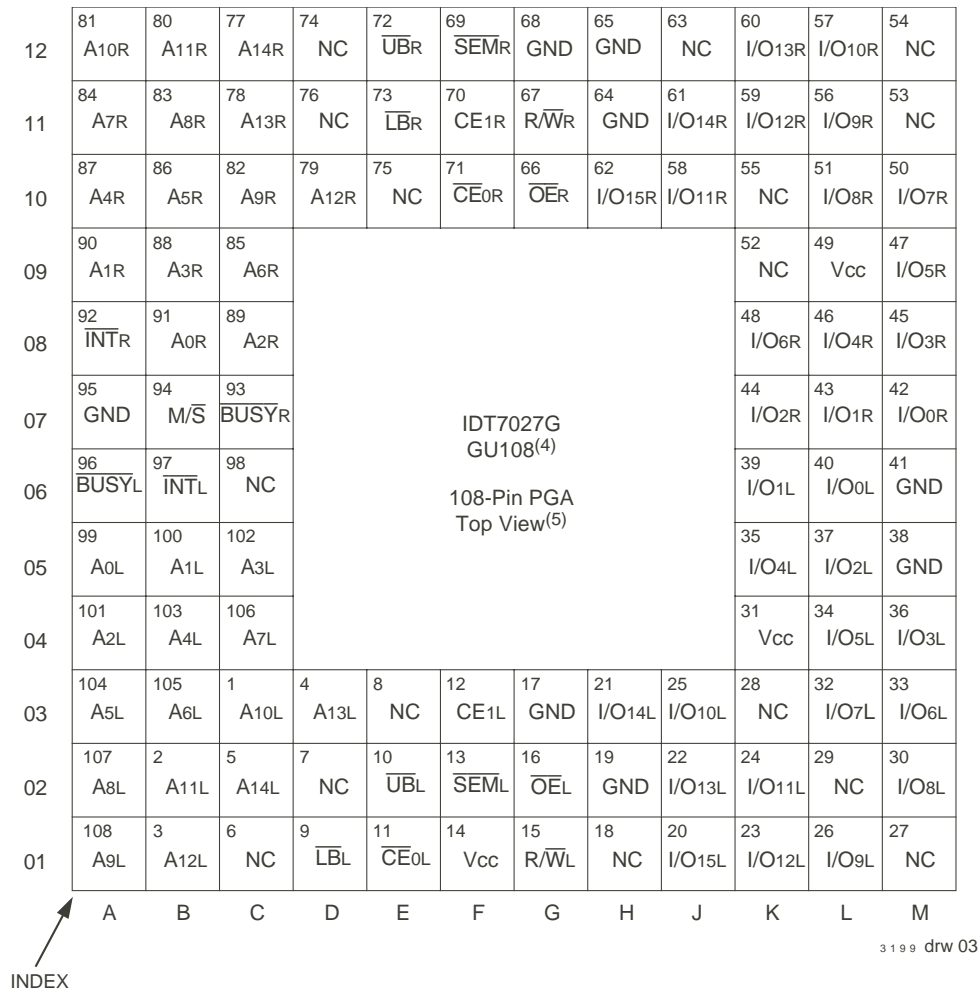 81 80 77 74 72 69 68 65 63 60 57 54
12 A10R A11R A14R NC UBR SEMR GND GND NC I/O13R I/O10R NC
84 83 78 76 73 70 67 64 61 59 56 53
11 A7R A8R A13R NC LBR CE1R R/WR GND I/O14R I/O12R I/O9R NC
87 86 82 79 75 71 66 62 58 55 51 50
10 A4R A5R A9R A12R NC CE0R OER I/O15R I/O11R NC I/O8R I/O7R
90 88 85 52 49 47
09 A1R A3R A6R NC Vcc I/O5R
92 91 89 48 46 45
08 INTR A0R A2R I/O6R I/O4R I/O3R
95 94 93 44 43 42
07 GND M/S BUSYR I/O2R I/O1R I/O0R
IDT7027G
GU108(4)
96 97 98 39 40 41
06 BUSYL INTL NC I/O1L I/O0L GND
108-Pin PGA
Top View(5)
99 100 102 35 37 38
05 A0L A1L A3L I/O4L I/O2L GND
101 103 106 31 34 36
04 A2L A4L A7L Vcc I/O5L I/O3L
104 105 1 4 8 12 17 21 25 28 32 33
03 A5L A6L A10L A13L NC CE1L GND I/O14L I/O10L NC I/O7L I/O6L
107 2 5 7 10 13 16 19 22 24 29 30
02 A8L A11L A14L NC UBL SEML OEL GND I/O13L I/O11L NC I/O8L
108 3 6 9 11 14 15 18 20 23 26 27
01 A9L A12L NC LBL CE0L Vcc R/WL NC I/O15L I/O12L I/O9L NC
A B C D E F G H J K L M
3199 drw 03
INDEX